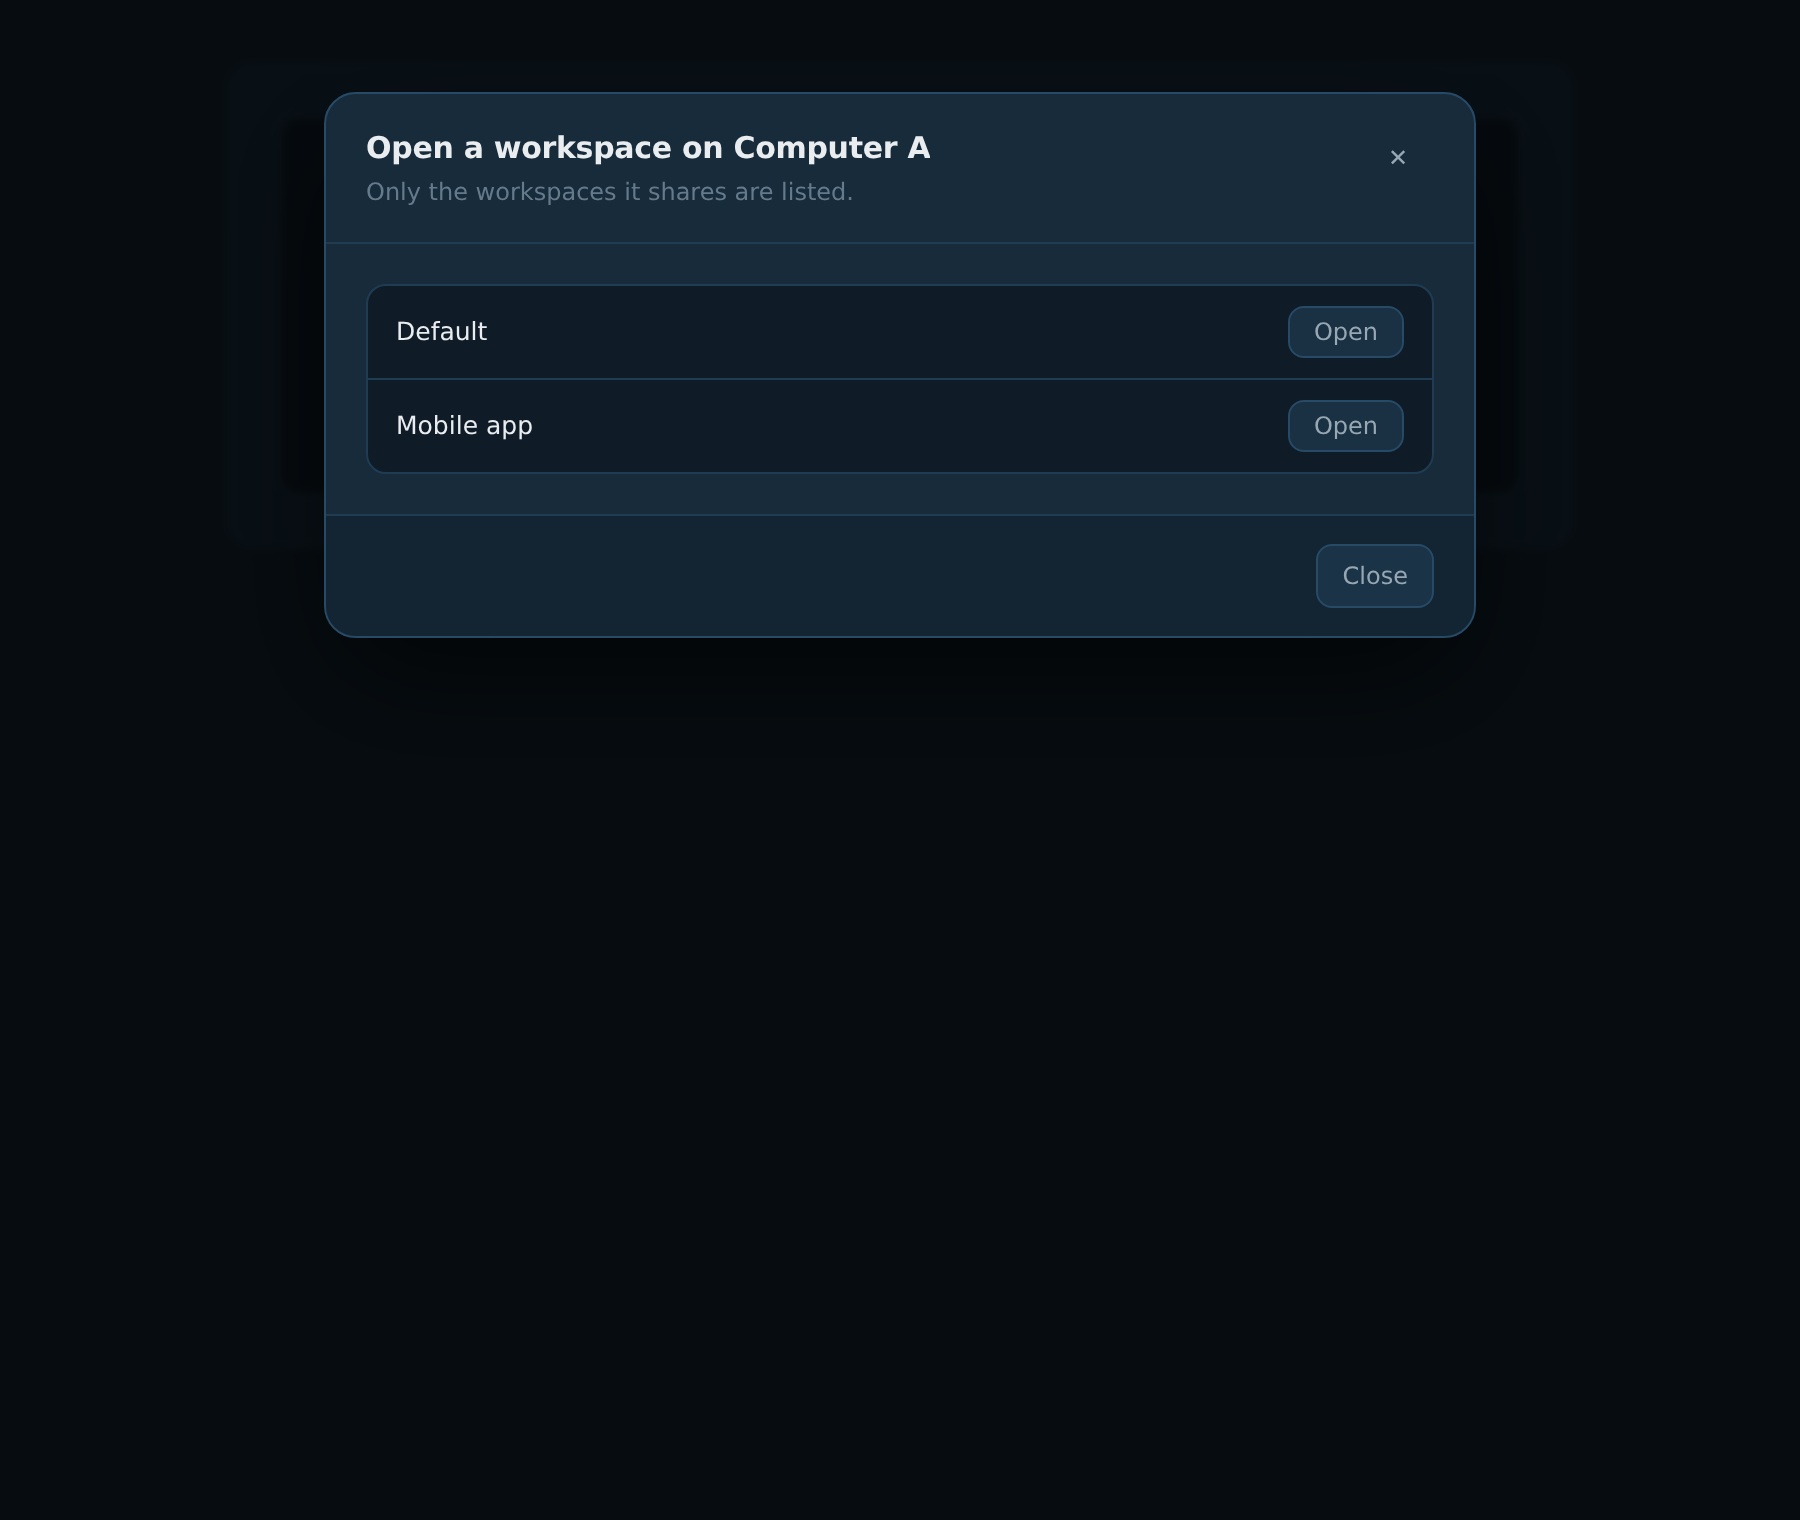 Open a workspace on Computer A
✕
Only the workspaces it shares are listed.
Default
Open
Mobile app
Open
Close